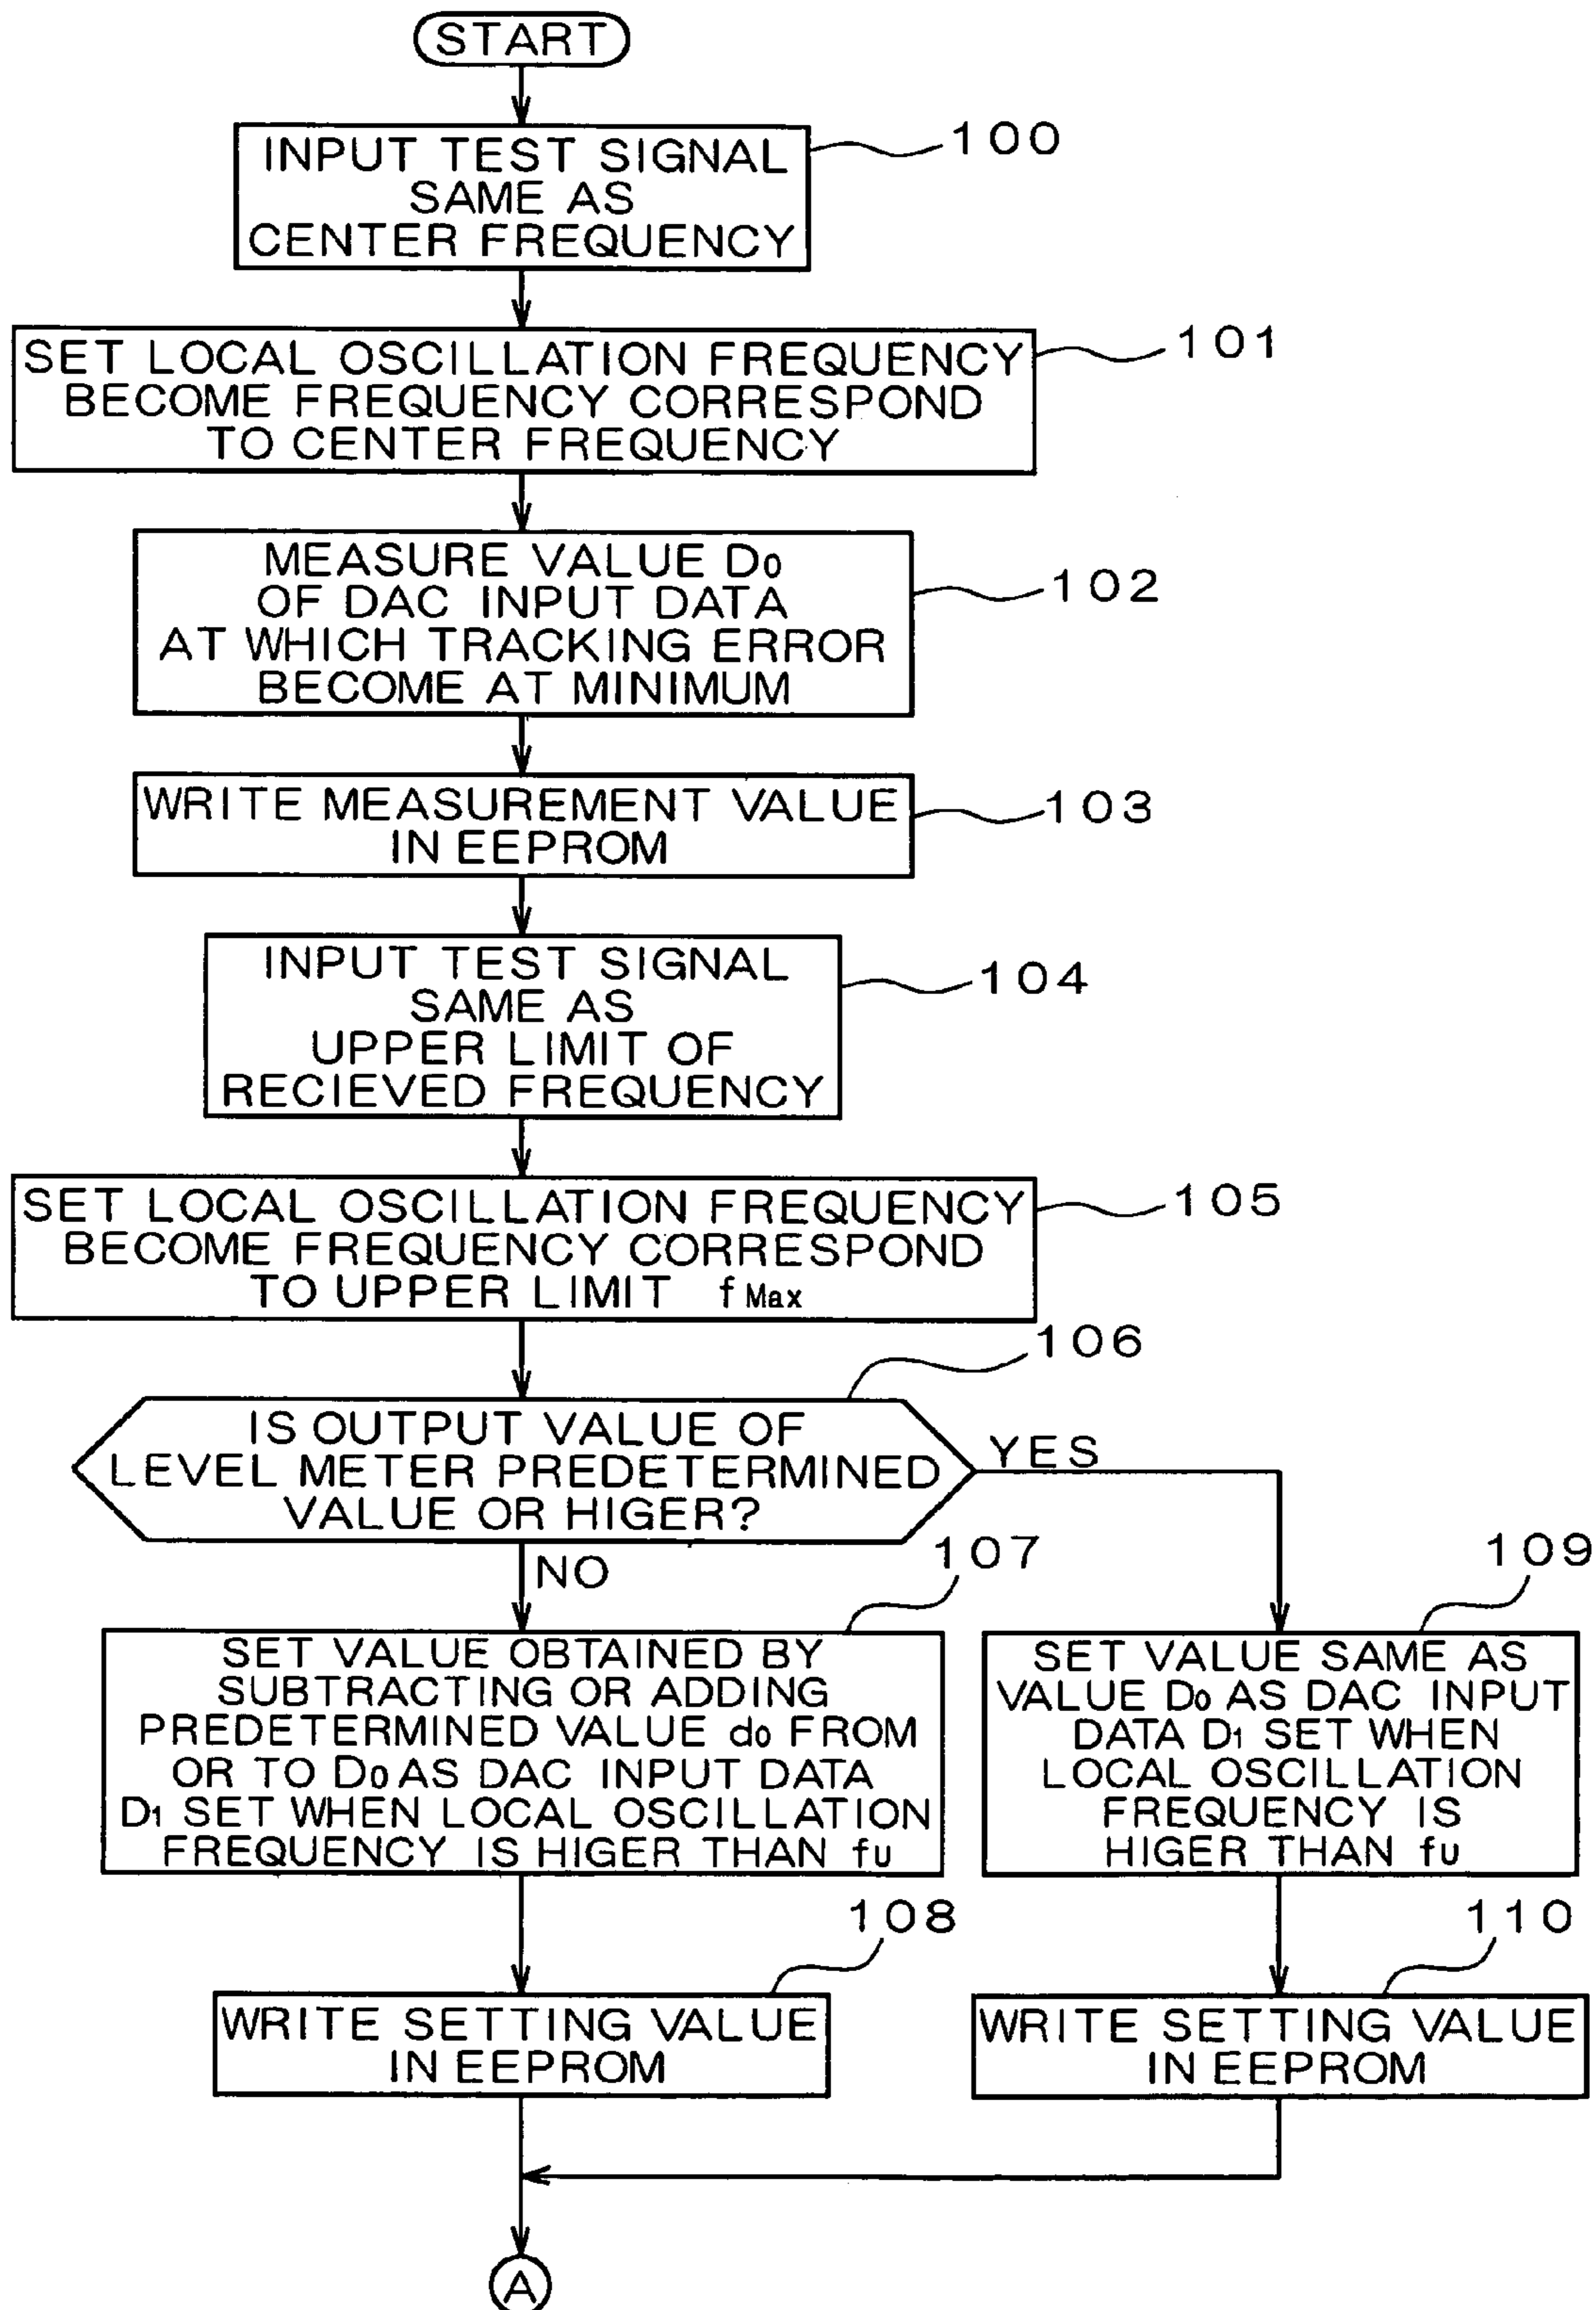 START
INPUT TEST SIGNAL
SAME AS
CENTER FREQUENCY
100
SET LOCAL OSCILLATION FREQUENCY
BECOME FREQUENCY CORRESPOND
TO CENTER FREQUENCY
101
MEASURE VALUE D0
OF DAC INPUT DATA
AT WHICH TRACKING ERROR
BECOME AT MINIMUM
102
WRITE MEASUREMENT VALUE
IN EEPROM
103
INPUT TEST SIGNAL
SAME AS
UPPER LIMIT OF
RECIEVED FREQUENCY
104
SET LOCAL OSCILLATION FREQUENCY
BECOME FREQUENCY CORRESPOND
TO UPPER LIMIT fMax
105
106
IS OUTPUT VALUE OF
LEVEL METER PREDETERMINED
VALUE OR HIGER?
YES
NO
107
SET VALUE OBTAINED BY
SUBTRACTING OR ADDING
PREDETERMINED VALUE d0 FROM
OR TO D0 AS DAC INPUT DATA
D1 SET WHEN LOCAL OSCILLATION
FREQUENCY IS HIGER THAN fU
109
SET VALUE SAME AS
VALUE D0 AS DAC INPUT
DATA D1 SET WHEN
LOCAL OSCILLATION
FREQUENCY IS
HIGER THAN fU
108
WRITE SETTING VALUE
IN EEPROM
110
WRITE SETTING VALUE
IN EEPROM
A